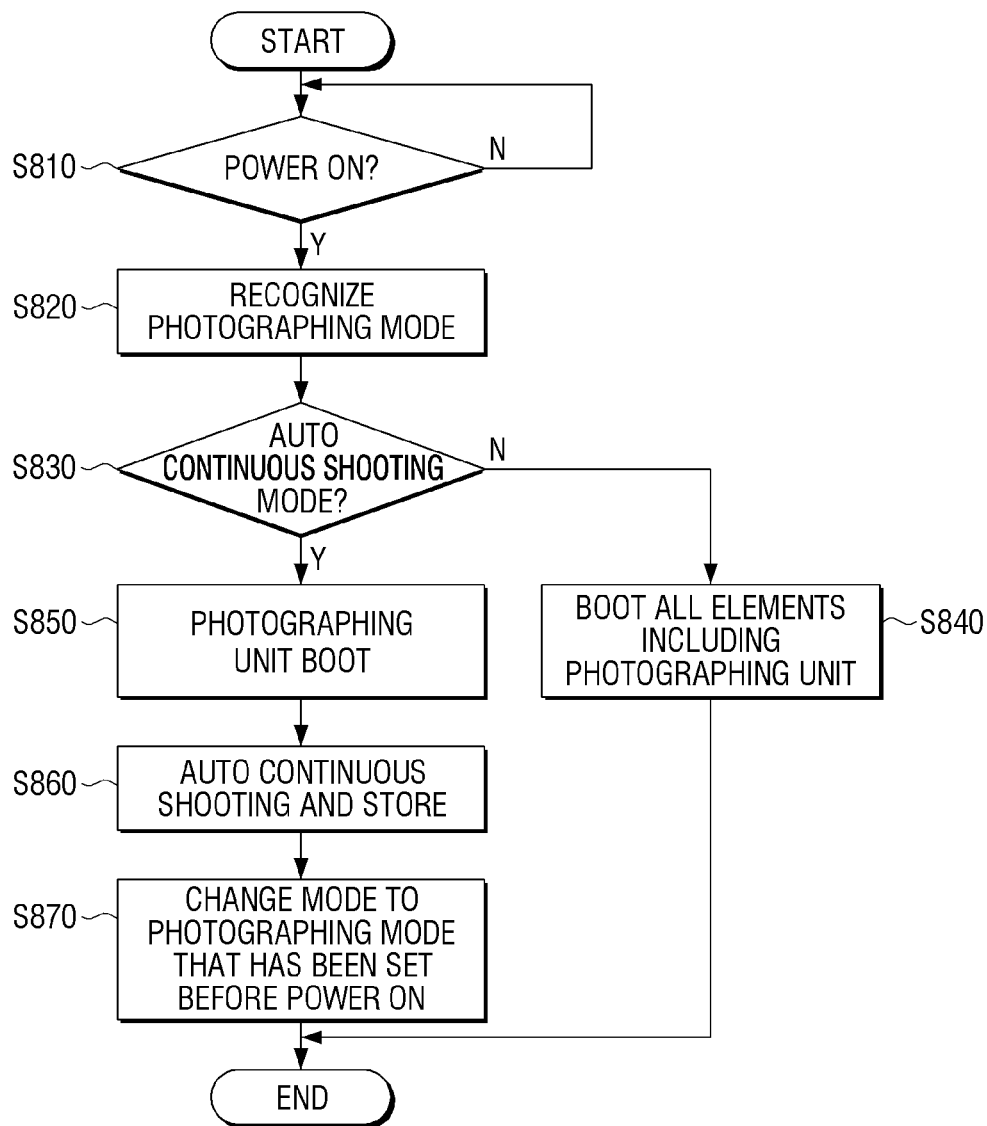 START
S810
POWER ON?
N
Y
S820
RECOGNIZE
PHOTOGRAPHING MODE
S830
AUTO
CONTINUOUS SHOOTING
MODE?
N
Y
S850
PHOTOGRAPHING
UNIT BOOT
BOOT ALL ELEMENTS
INCLUDING
PHOTOGRAPHING UNIT
S840
S860
AUTO CONTINUOUS
SHOOTING AND STORE
S870
CHANGE MODE TO
PHOTOGRAPHING MODE
THAT HAS BEEN SET
BEFORE POWER ON
END